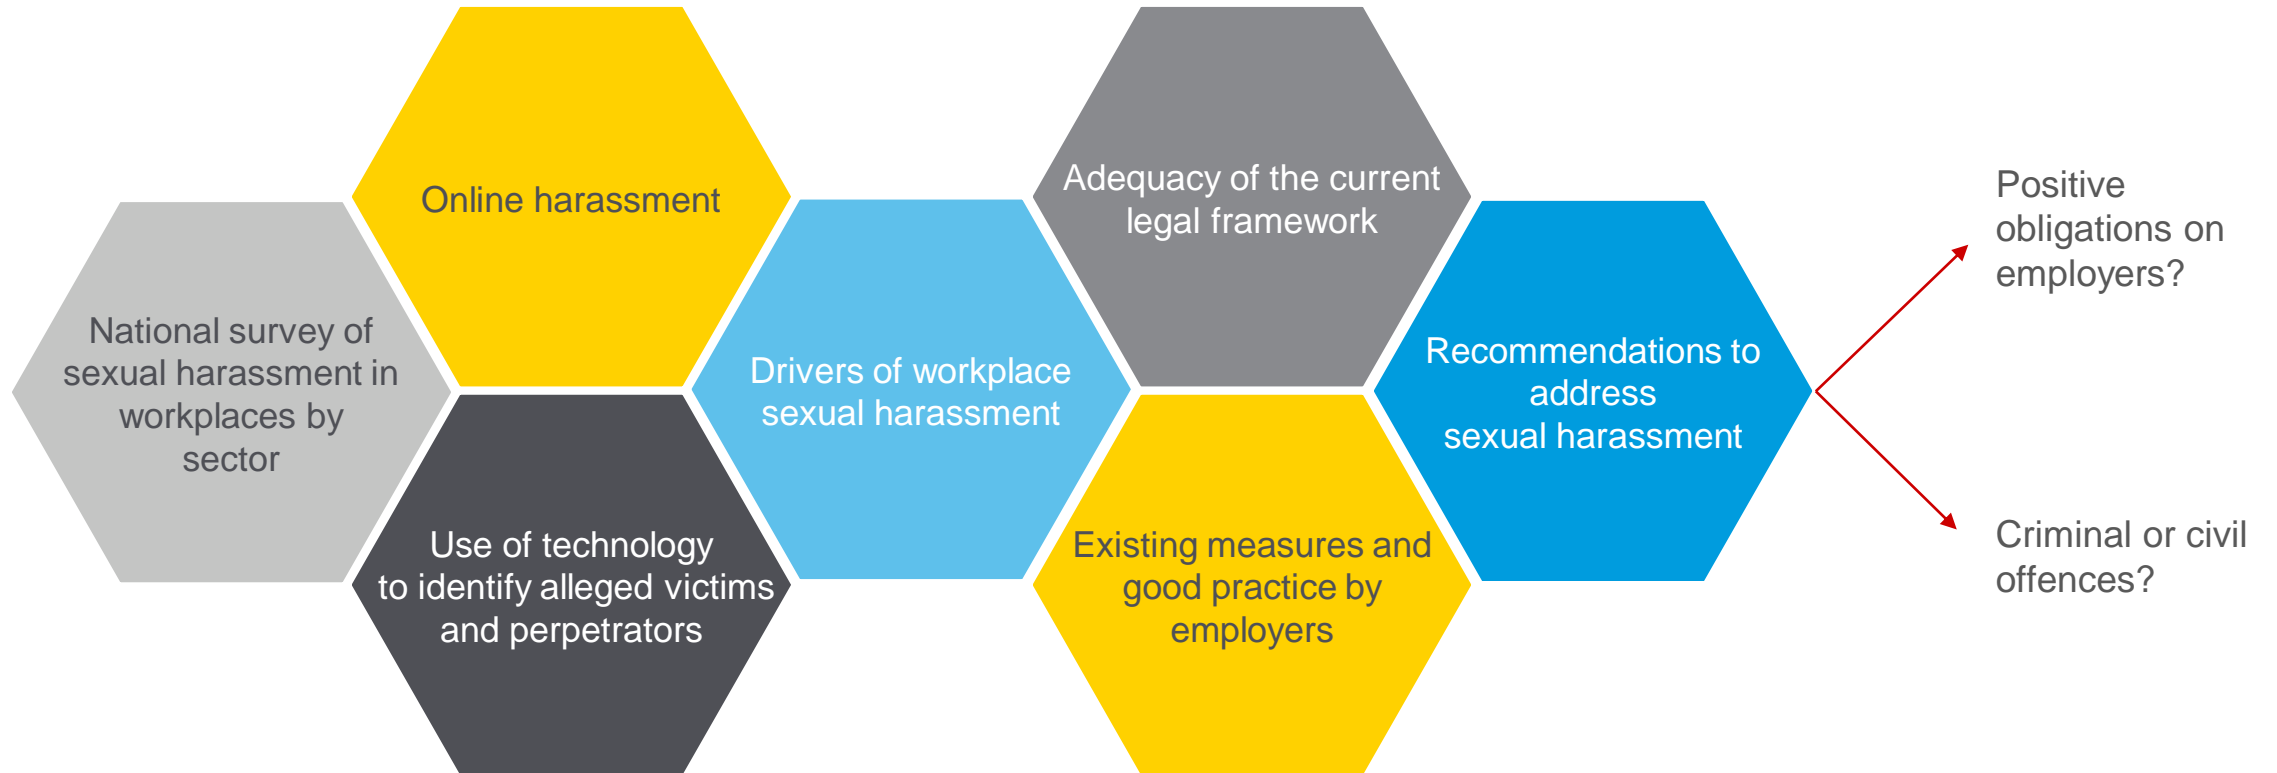 National survey of
sexual harassment in
workplaces by
sector
Online harassment
Use of technology
to identify alleged victims
and perpetrators
Drivers of workplace
sexual harassment
Adequacy of the current
legal framework
Existing measures and
good practice by
employers
Recommendations to
address
sexual harassment
Positive
obligations on
employers?
Criminal or civil
offences?